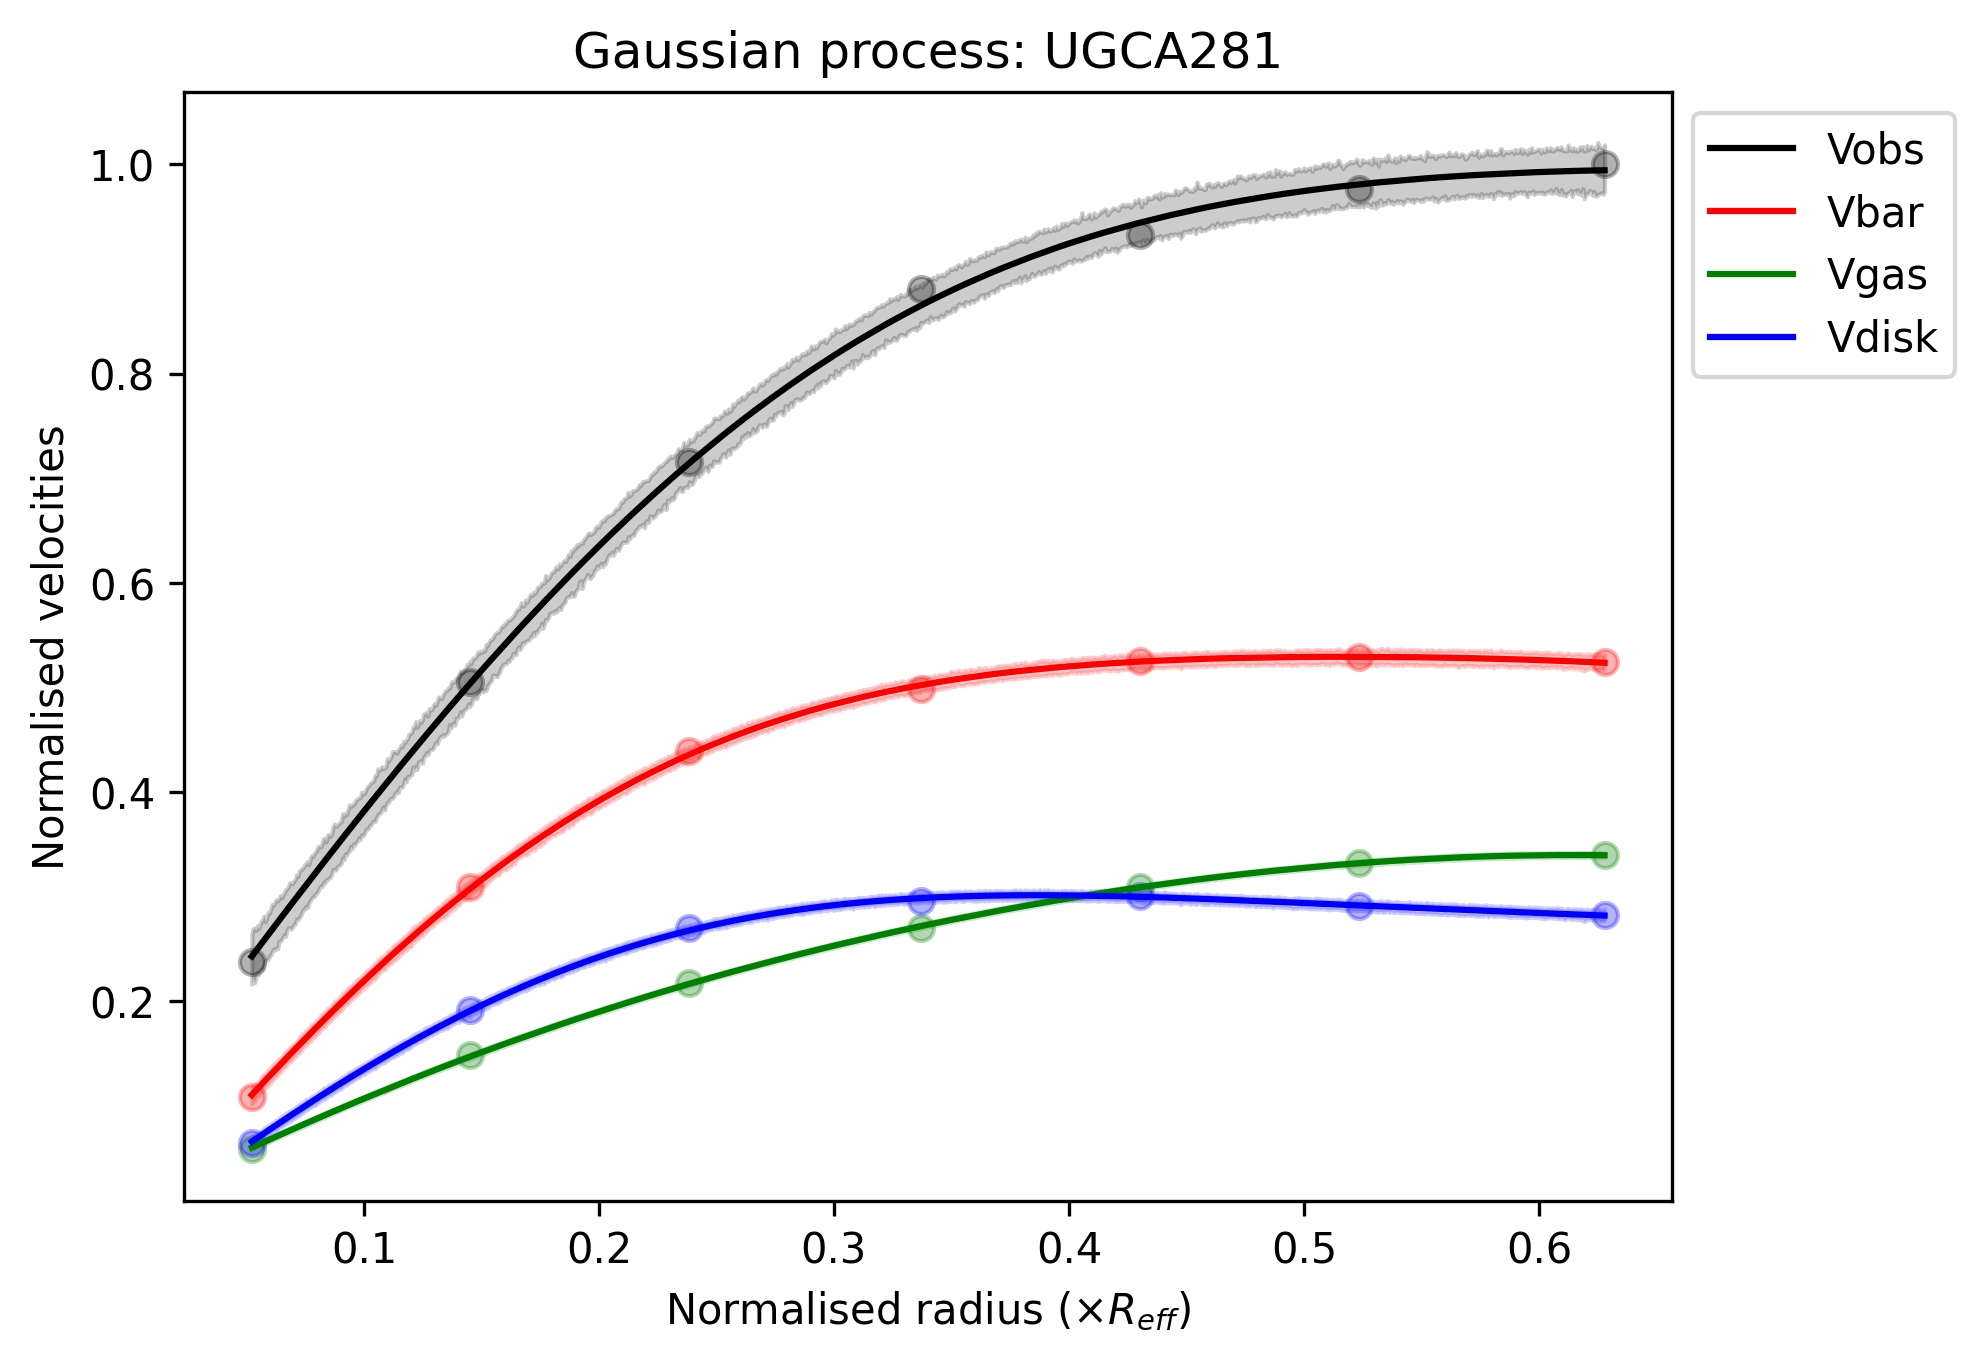 Gaussian process: UGCA281
Vobs
Vbar
Vgas
Vdisk
Normalised velocities
1.0
0.8
0.6
0.4
0.2
0.1 0.2 0.3 0.4 0.5 0.6
Normalised radius (×R_eff)